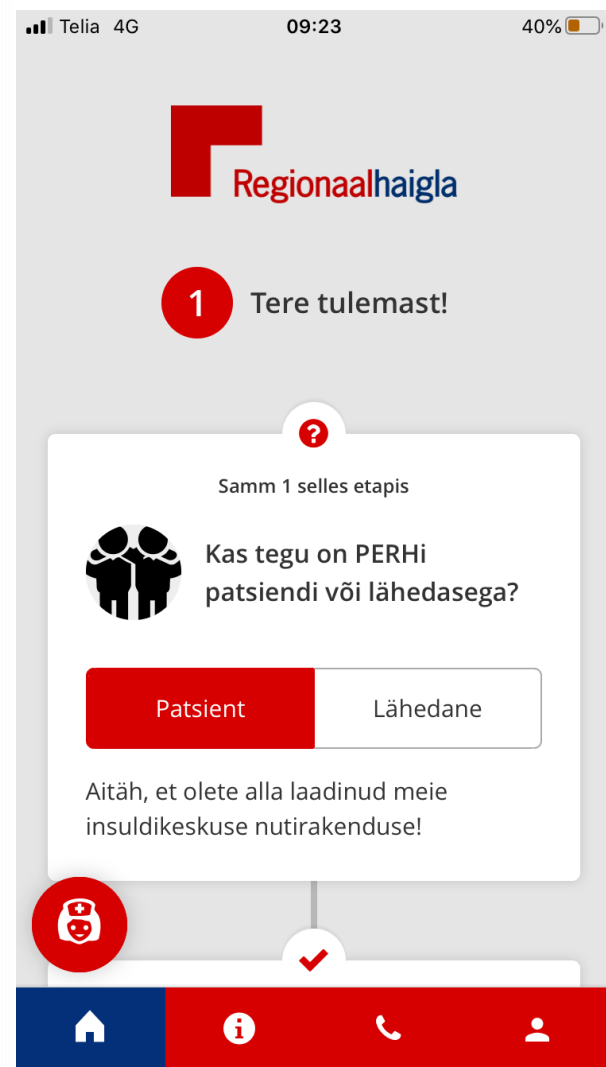 Telia 4G 09:23 40%
Regionaalhaigla
1 Tere tulemast!
?
Samm 1 selles etapis
Kas tegu on PERHi
patsiendi või lähedasega?
Patsient Lähedane
Aitäh, et olete alla laadinud meie
insuldikeskuse nutirakenduse!
i